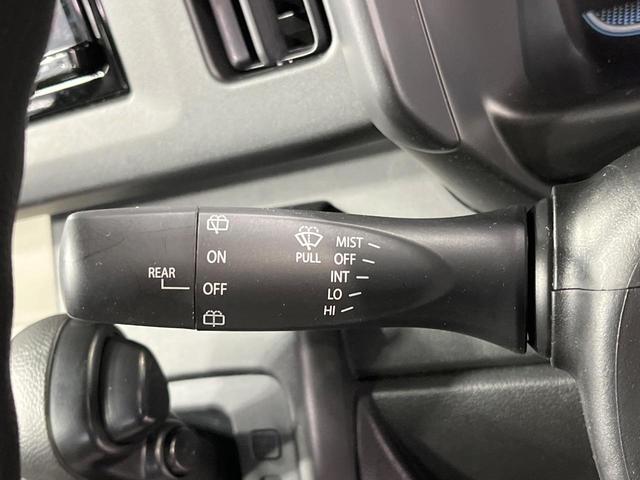 REAR
ON
OFF
PULL
MIST
OFF
INT
LO
HI